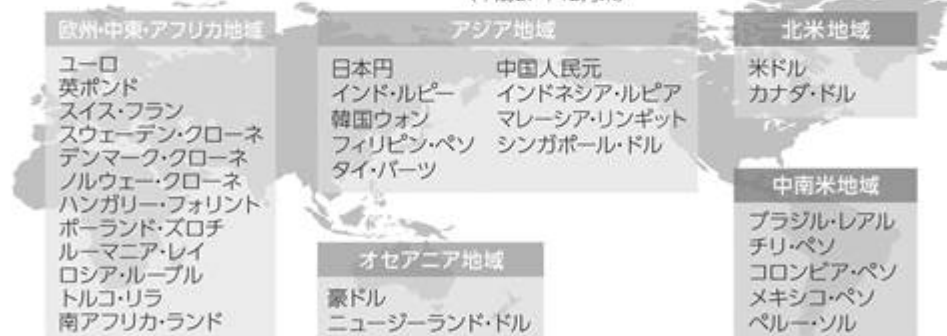 欧州・中東・アフリカ地域
ユーロ
英ポンド
スイス・フラン
スウェーデン・クローネ
デンマーク・クローネ
ノルウェー・クローネ
ハンガリー・フォリント
ポーランド・ズロチ
ルーマニア・レイ
ロシア・ルーブル
トルコ・リラ
南アフリカ・ランド
アジア地域
日本円 中国人民元
インド・ルピー インドネシア・ルピア
韓国ウォン マレーシア・リンギット
フィリピン・ペソ シンガポール・ドル
タイ・バーツ
オセアニア地域
豪ドル
ニュージーランド・ドル
北米地域
米ドル
カナダ・ドル
中南米地域
ブラジル・レアル
チリ・ペソ
コロンビア・ペソ
メキシコ・ペソ
ペルー・ソル